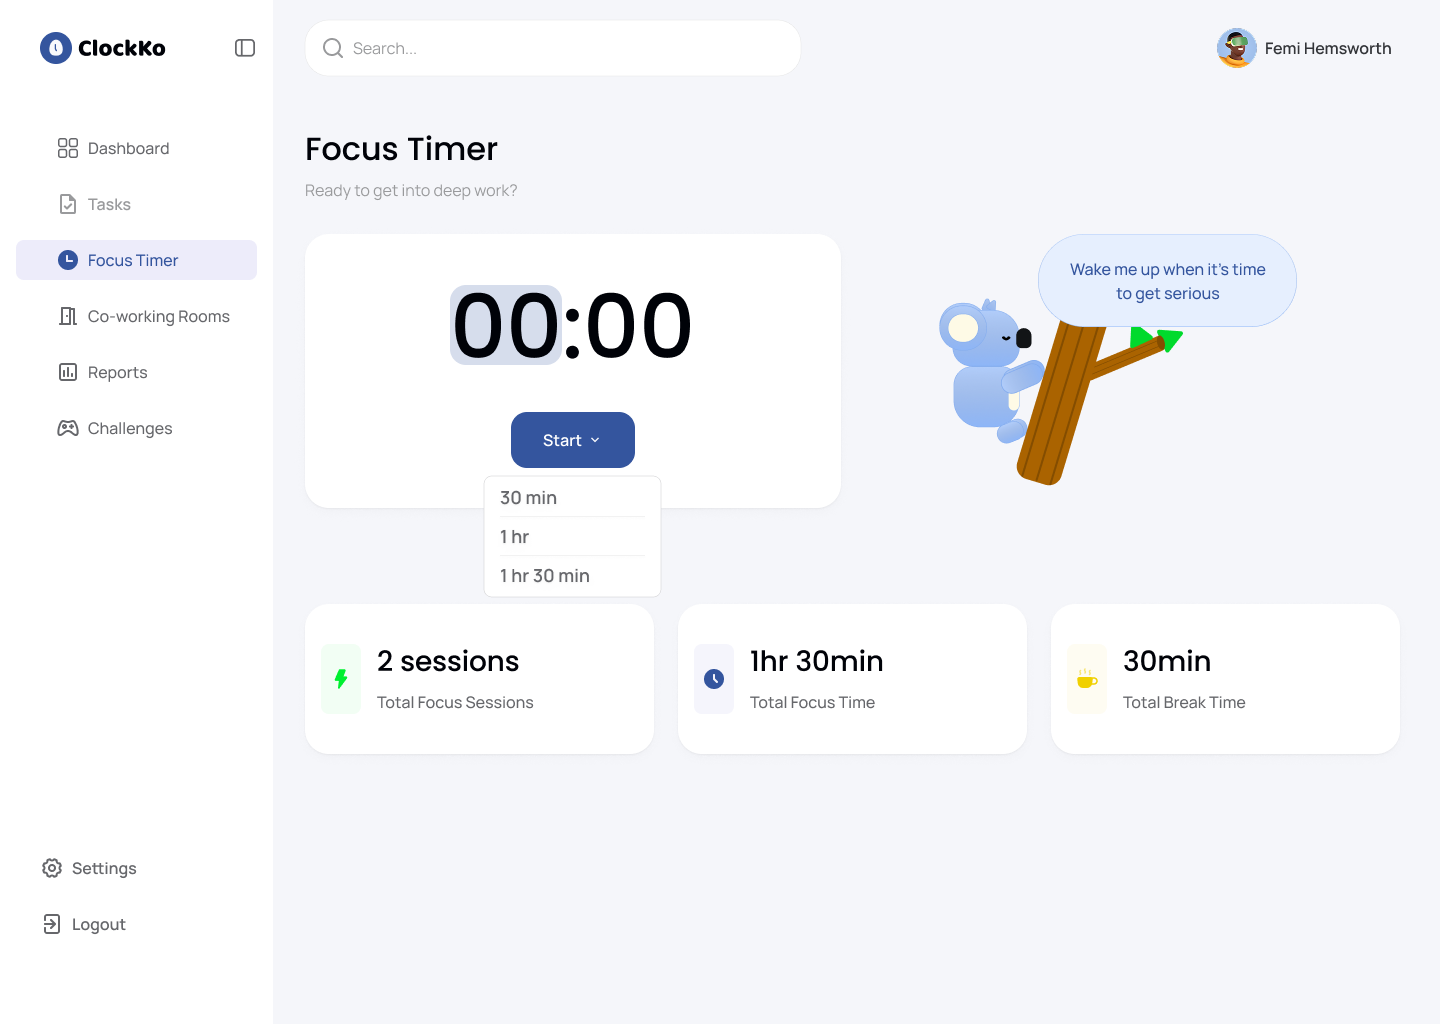 ClockKo
Search...
Femi Hemsworth
Dashboard
Tasks
Focus Timer
Co-working Rooms
Reports
Challenges
Settings
Logout
Focus Timer
Ready to get into deep work?
00:00
Start
30 min
1 hr
1 hr 30 min
Wake me up when it's time
to get serious
2 sessions
Total Focus Sessions
1hr 30min
Total Focus Time
30min
Total Break Time